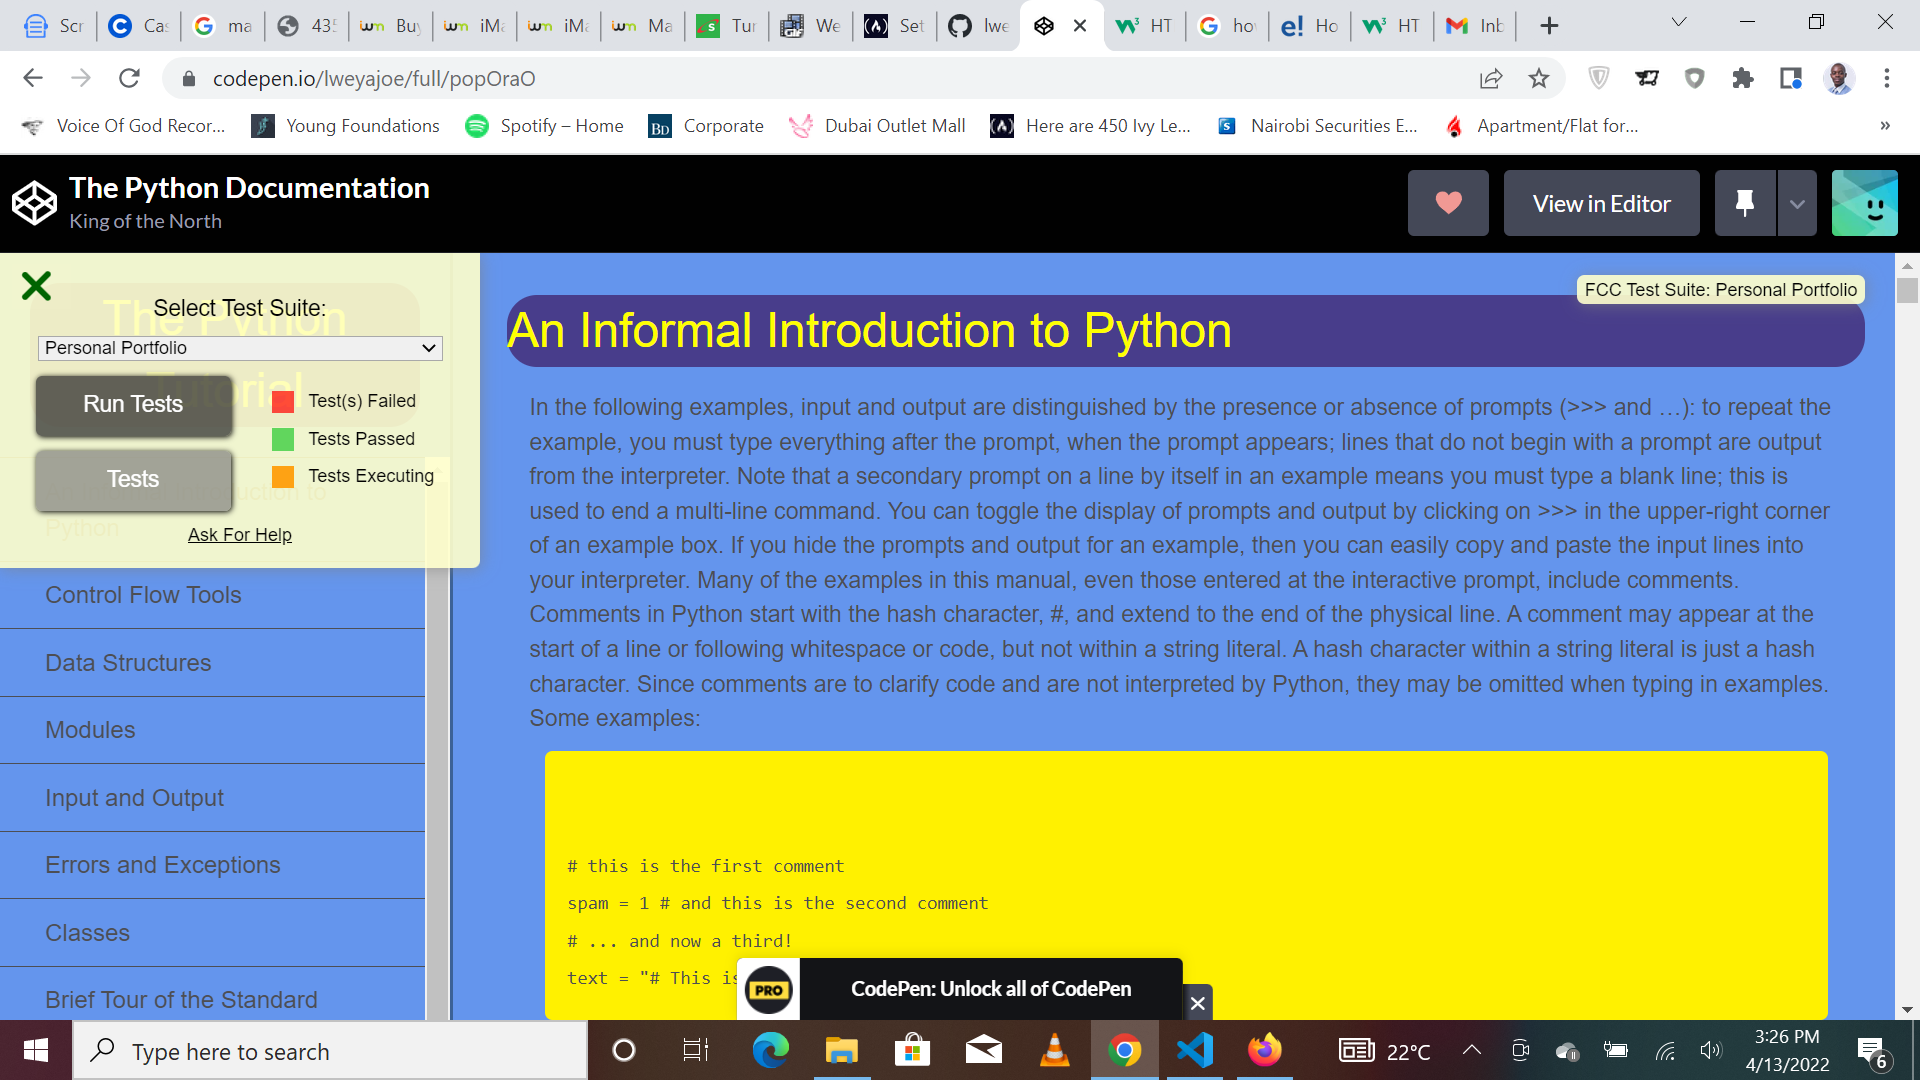 Scr
Cas
ma
435
Buy
iMa
iMa
Ma
Tur
We
Set
lwe
HT
ho
Ho
HT
Inb
codepen.io/lweyajoe/full/popOraO
Voice Of God Recor...
Young Foundations
Spotify – Home
BD Corporate
Dubai Outlet Mall
Here are 450 Ivy Le...
Nairobi Securities E...
Apartment/Flat for...
»
The Python Documentation
King of the North
View in Editor
The Python
Tutorial
Select Test Suite:
Personal Portfolio
Run Tests
Test(s) Failed
Tests Passed
Tests
Tests Executing
Ask For Help
Python
Control Flow Tools
Data Structures
Modules
Input and Output
Errors and Exceptions
Classes
Brief Tour of the Standard
FCC Test Suite: Personal Portfolio
An Informal Introduction to Python
In the following examples, input and output are distinguished by the presence or absence of prompts (>>> and …): to repeat the
example, you must type everything after the prompt, when the prompt appears; lines that do not begin with a prompt are output
from the interpreter. Note that a secondary prompt on a line by itself in an example means you must type a blank line; this is
used to end a multi-line command. You can toggle the display of prompts and output by clicking on >>> in the upper-right corner
of an example box. If you hide the prompts and output for an example, then you can easily copy and paste the input lines into
your interpreter. Many of the examples in this manual, even those entered at the interactive prompt, include comments.
Comments in Python start with the hash character, #, and extend to the end of the physical line. A comment may appear at the
start of a line or following whitespace or code, but not within a string literal. A hash character within a string literal is just a hash
character. Since comments are to clarify code and are not interpreted by Python, they may be omitted when typing in examples.
Some examples:
# this is the first comment
spam = 1 # and this is the second comment
# ... and now a third!
text = "# This is
PRO
CodePen: Unlock all of CodePen
Type here to search
22°C
3:26 PM
4/13/2022
6